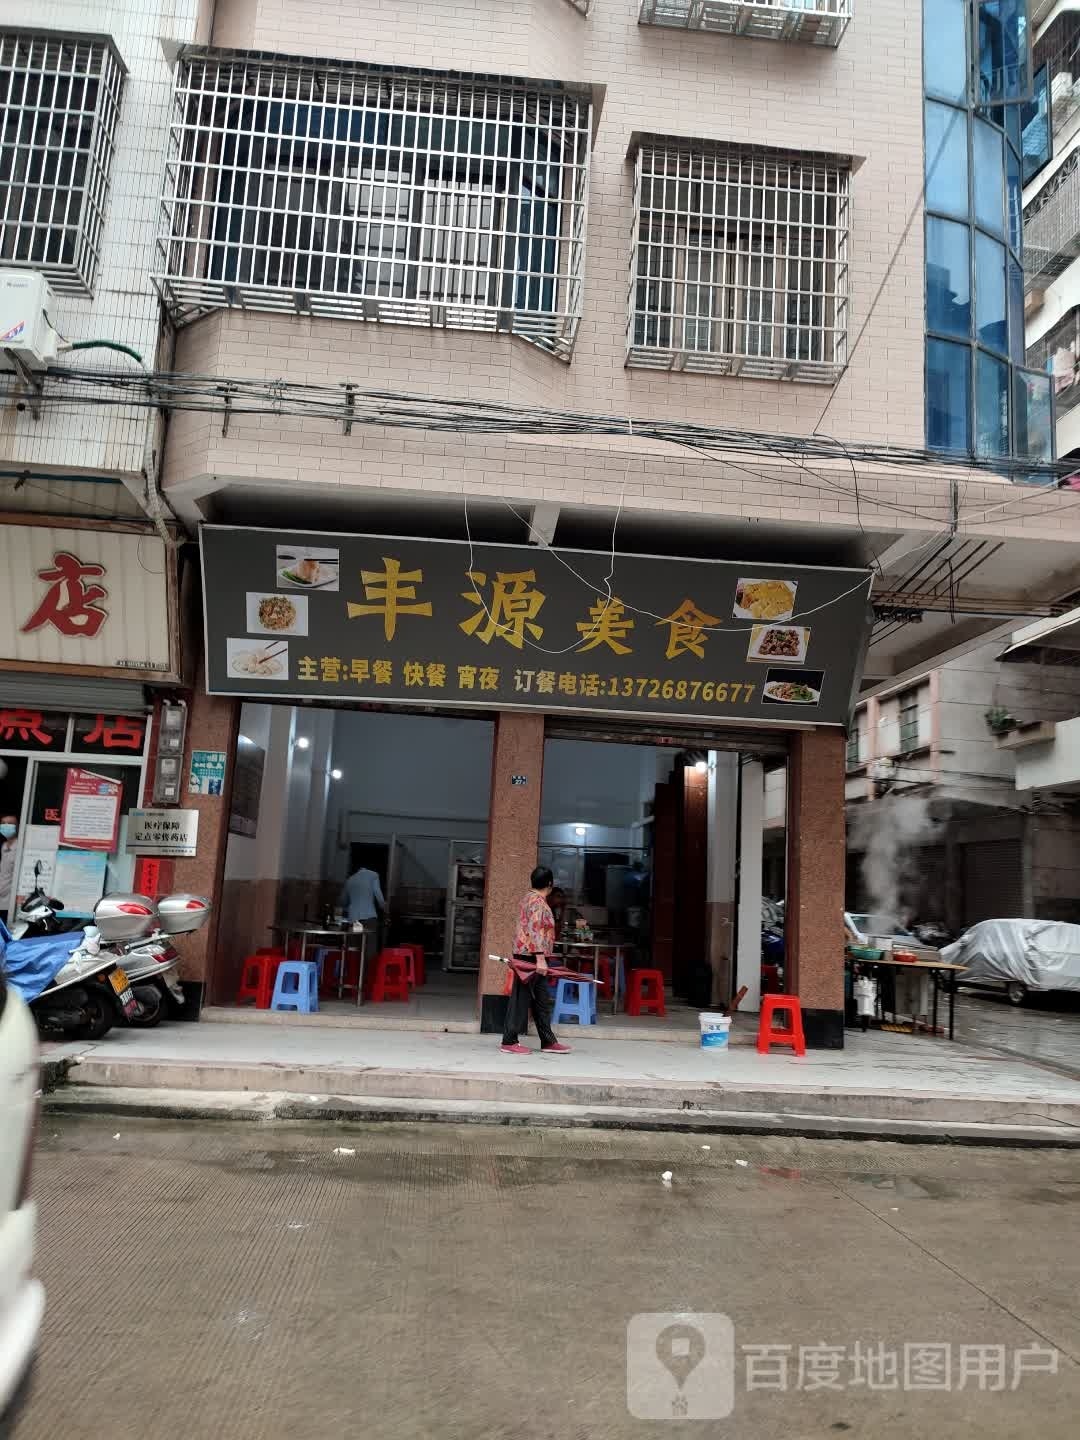 丰源美食
主营:早餐 快餐 宵夜 订餐电话:13726876677
店
点店
医疗保障
定点零售药店
百度地图用户